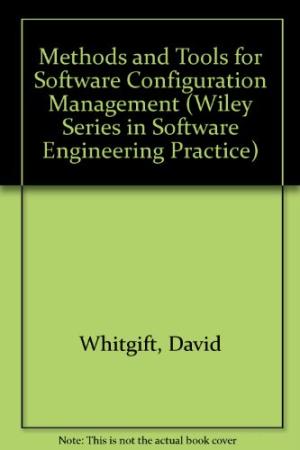 Methods and Tools for
Software Configuration
Management (Wiley
Series in Software
Engineering Practice)
Whitgift, David
Note: This is not the actual book cover